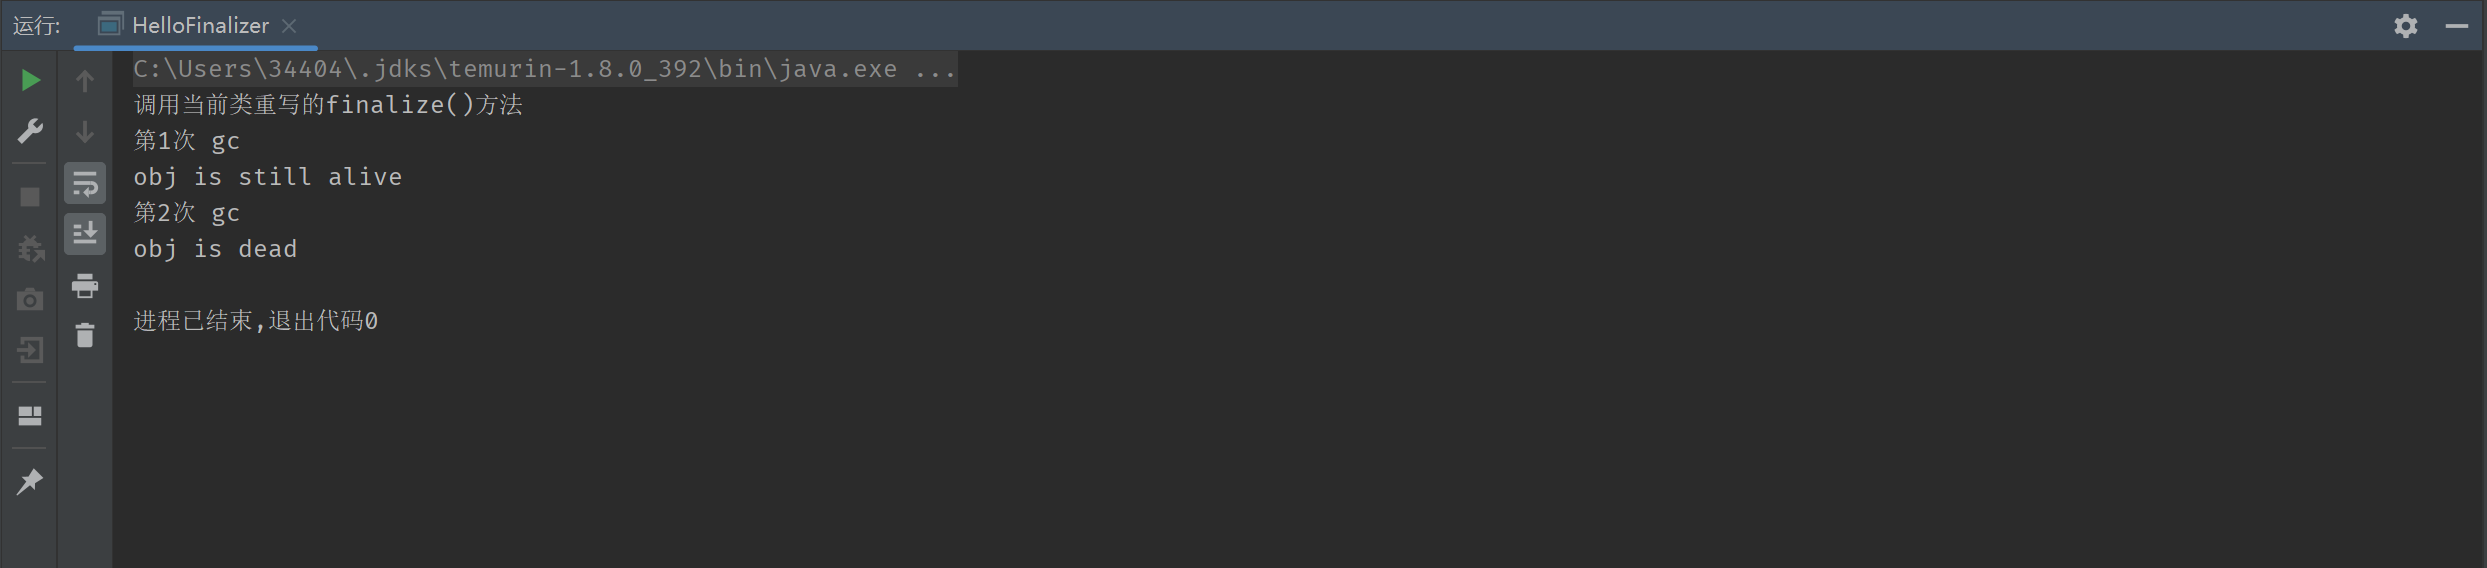 运行: HelloFinalizer
C:\Users\34404\.jdks\temurin-1.8.0_392\bin\java.exe ...
调用当前类重写的finalize()方法
第1次 gc
obj is still alive
第2次 gc
obj is dead
进程已结束,退出代码0